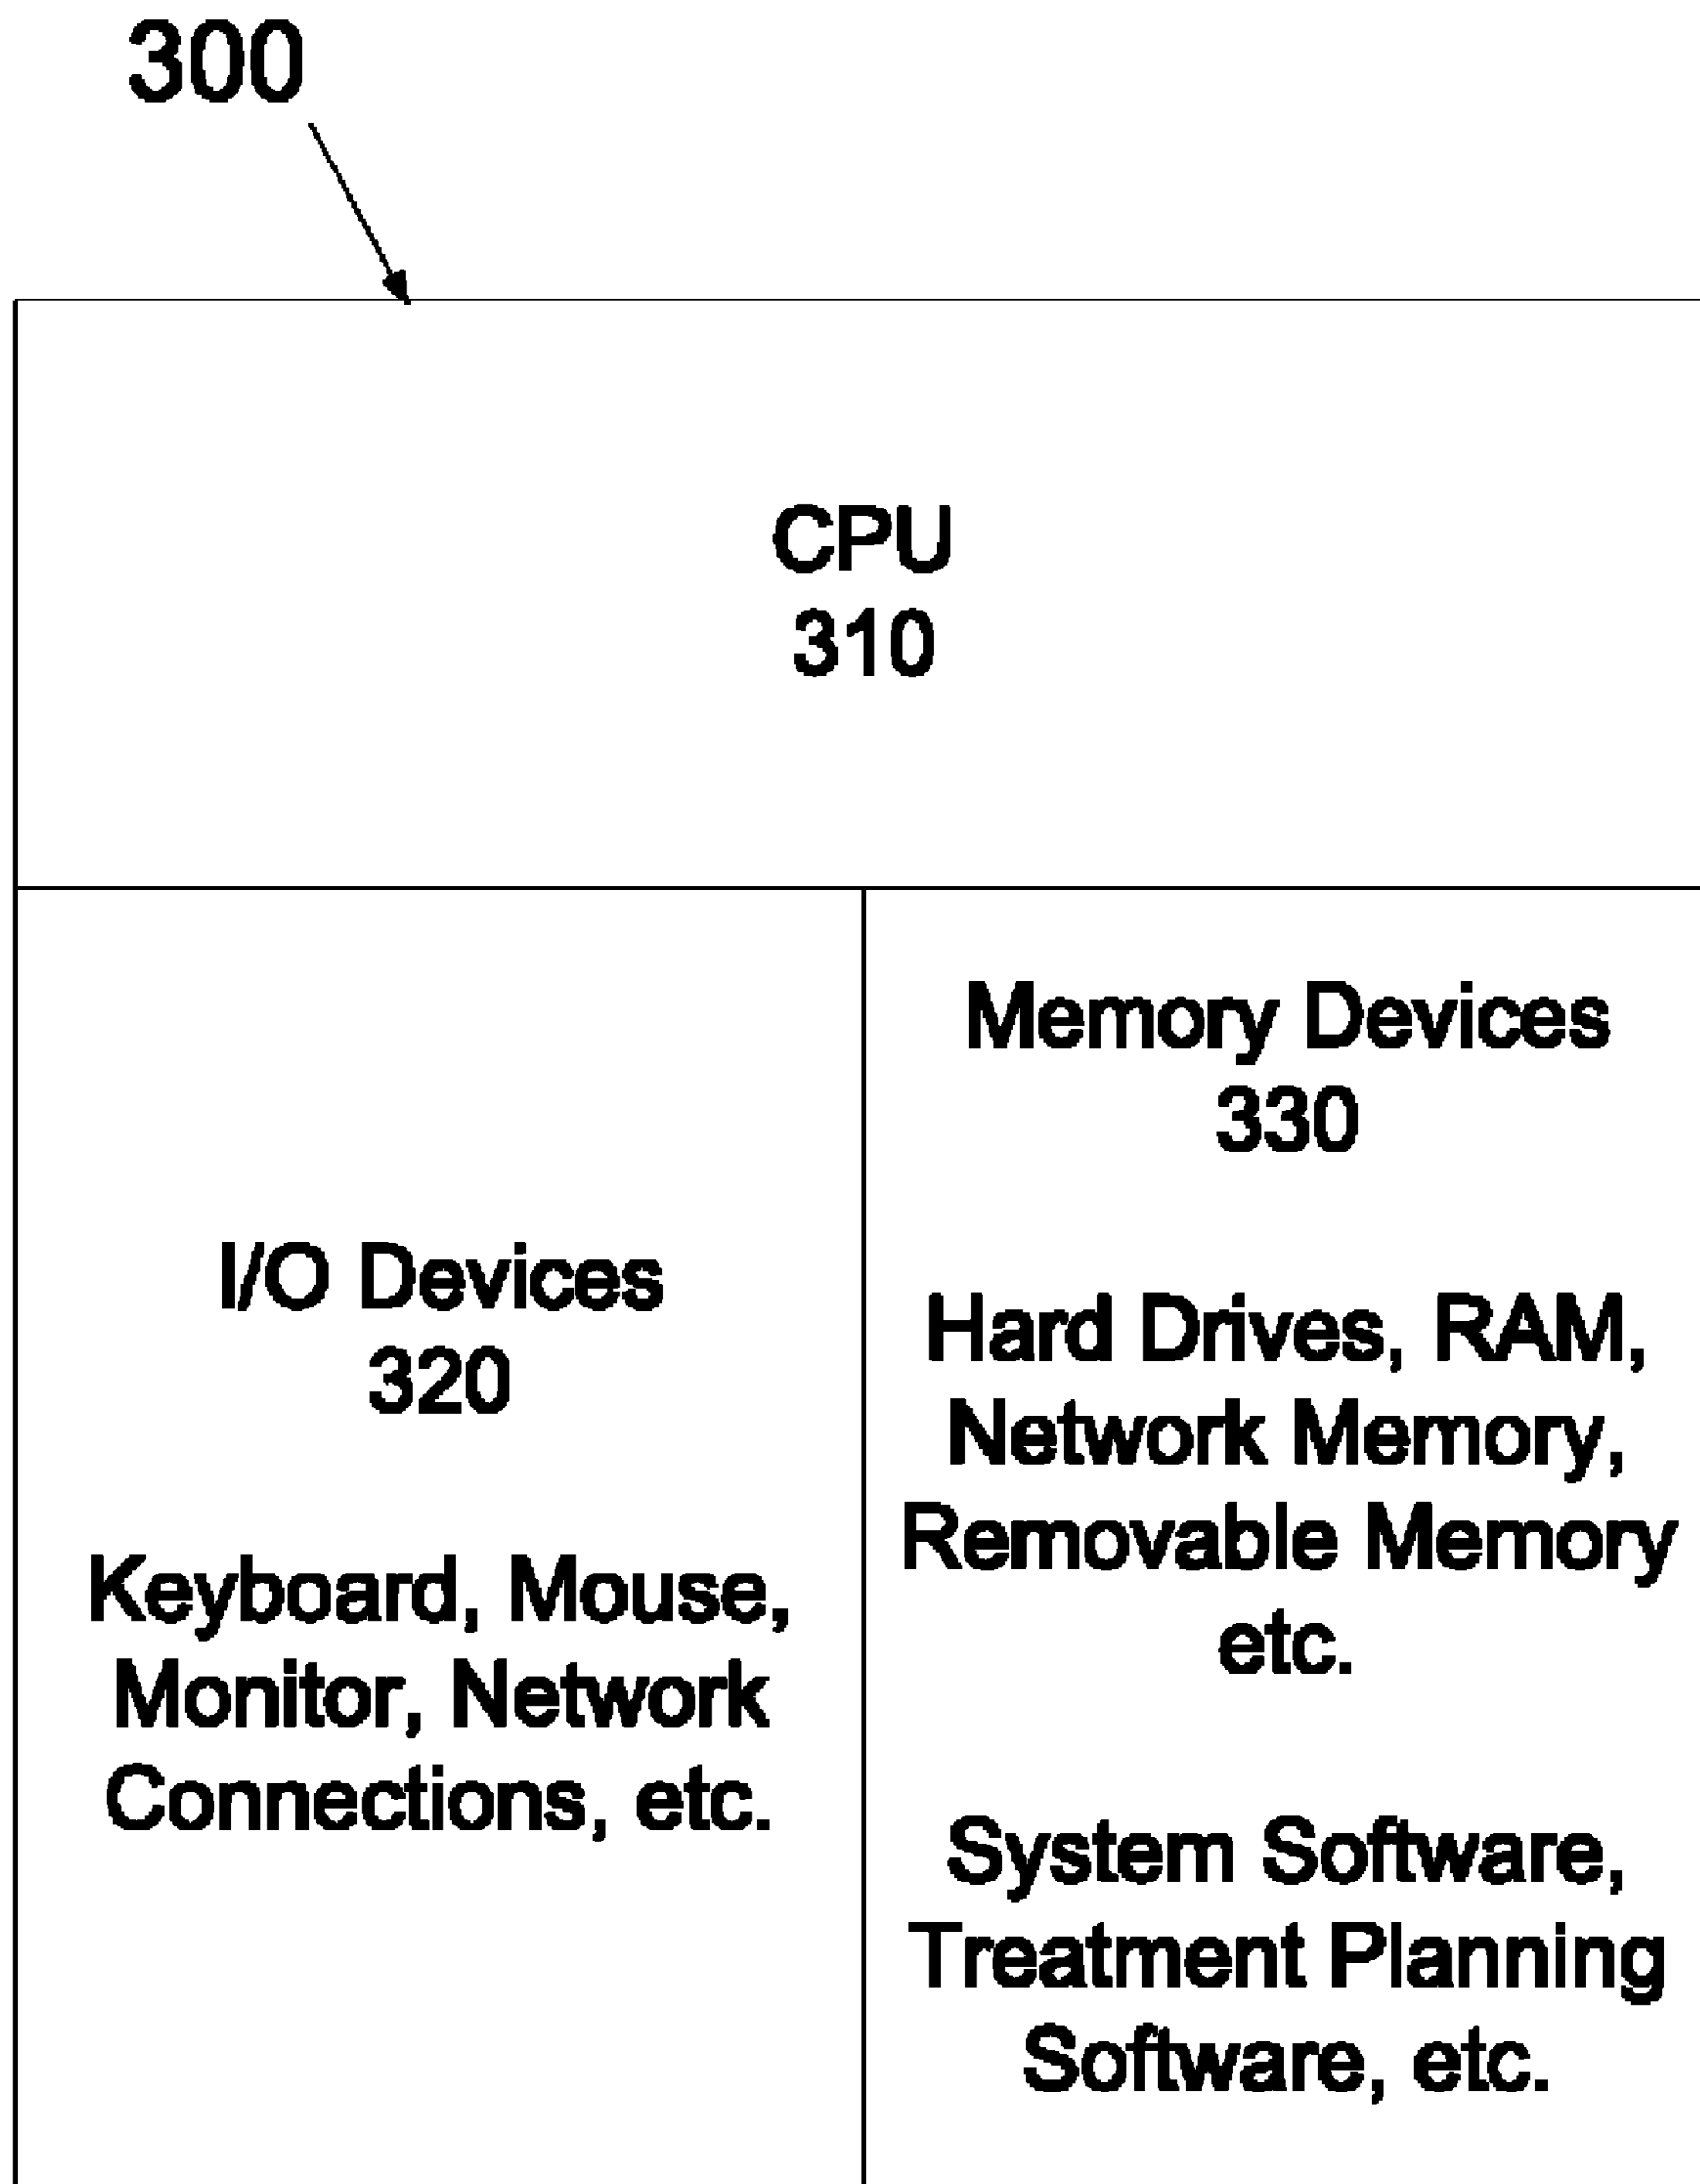 300
CPU
310
I/O Devices
320
Keyboard, Mouse,
Monitor, Network
Connections, etc.
Memory Devices
330
Hard Drives, RAM,
Network Memory,
Removable Memory
etc.
System Software,
Treatment Planning
Software, etc.